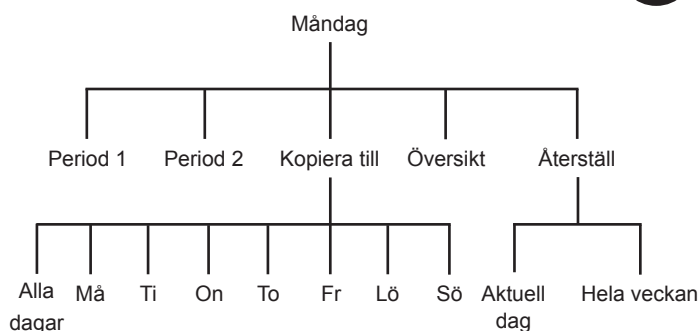 Måndag
Period 1 Period 2 Kopiera till Översikt Återställ
Alla dagar Må Ti On To Fr Lö Sö Aktuell dag Hela veckan